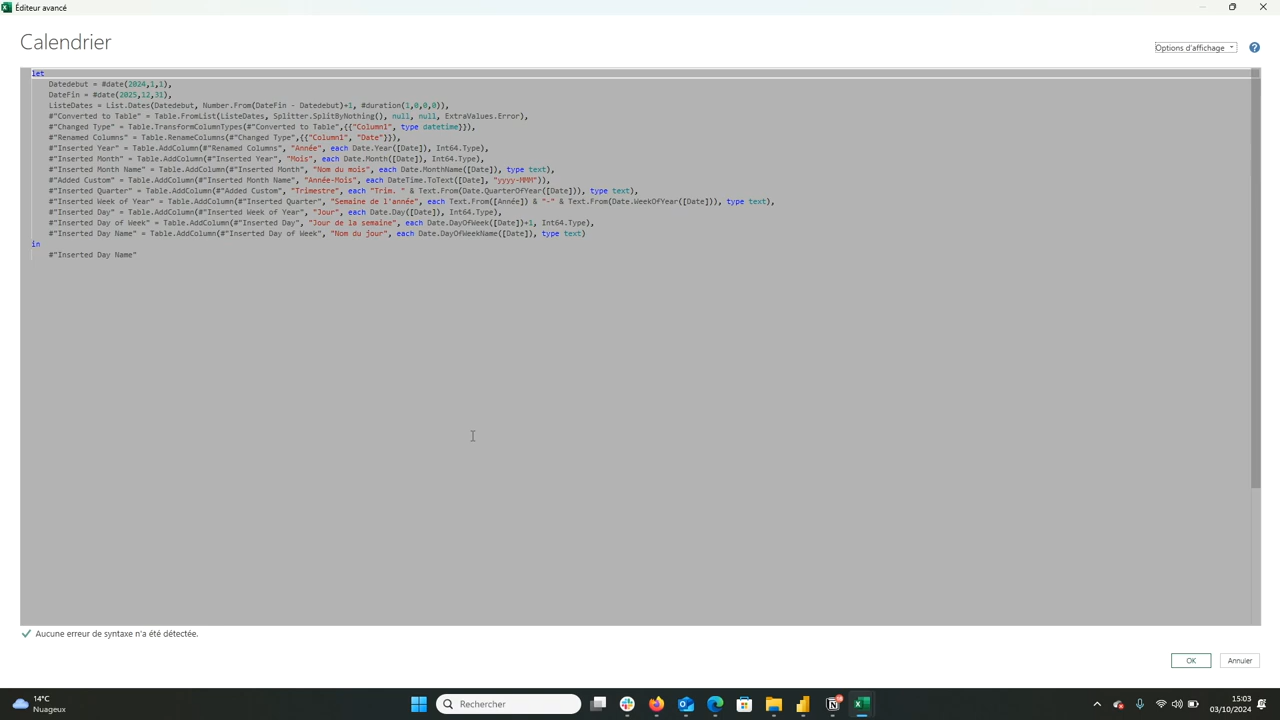 Éditeur avancé
Calendrier
Options d'affichage
let
Datedebut = #date(2024,1,1),
DateFin = #date(2025,12,31),
ListeDates = List.Dates(Datedebut, Number.From(DateFin - Datedebut)+1, #duration(1,0,0,0)),
#"Converted to Table" = Table.FromList(ListeDates, Splitter.SplitByNothing(), null, null, ExtraValues.Error),
#"Changed Type" = Table.TransformColumnTypes(#"Converted to Table",{{"Column1", type datetime}}),
#"Renamed Columns" = Table.RenameColumns(#"Changed Type",{{"Column1", "Date"}}),
#"Inserted Year" = Table.AddColumn(#"Renamed Columns", "Année", each Date.Year([Date]), Int64.Type),
#"Inserted Month" = Table.AddColumn(#"Inserted Year", "Mois", each Date.Month([Date]), Int64.Type),
#"Inserted Month Name" = Table.AddColumn(#"Inserted Month", "Nom du mois", each Date.MonthName([Date]), type text),
#"Added Custom" = Table.AddColumn(#"Inserted Month Name", "Année-Mois", each DateTime.ToText([Date], "yyyy-MMM")),
#"Inserted Quarter" = Table.AddColumn(#"Added Custom", "Trimestre", each "Trim. " & Text.From(Date.QuarterOfYear([Date])), type text),
#"Inserted Week of Year" = Table.AddColumn(#"Inserted Quarter", "Semaine de l'année", each Text.From([Année]) & "-" & Text.From(Date.WeekOfYear([Date])), type text),
#"Inserted Day" = Table.AddColumn(#"Inserted Week of Year", "Jour", each Date.Day([Date]), Int64.Type),
#"Inserted Day of Week" = Table.AddColumn(#"Inserted Day", "Jour de la semaine", each Date.DayOfWeek([Date])+1, Int64.Type),
#"Inserted Day Name" = Table.AddColumn(#"Inserted Day of Week", "Nom du jour", each Date.DayOfWeekName([Date]), type text)
in
#"Inserted Day Name"
Aucune erreur de syntaxe n'a été détectée.
OK
Annuler
14°C
Nuageux
Rechercher
15:03
03/10/2024